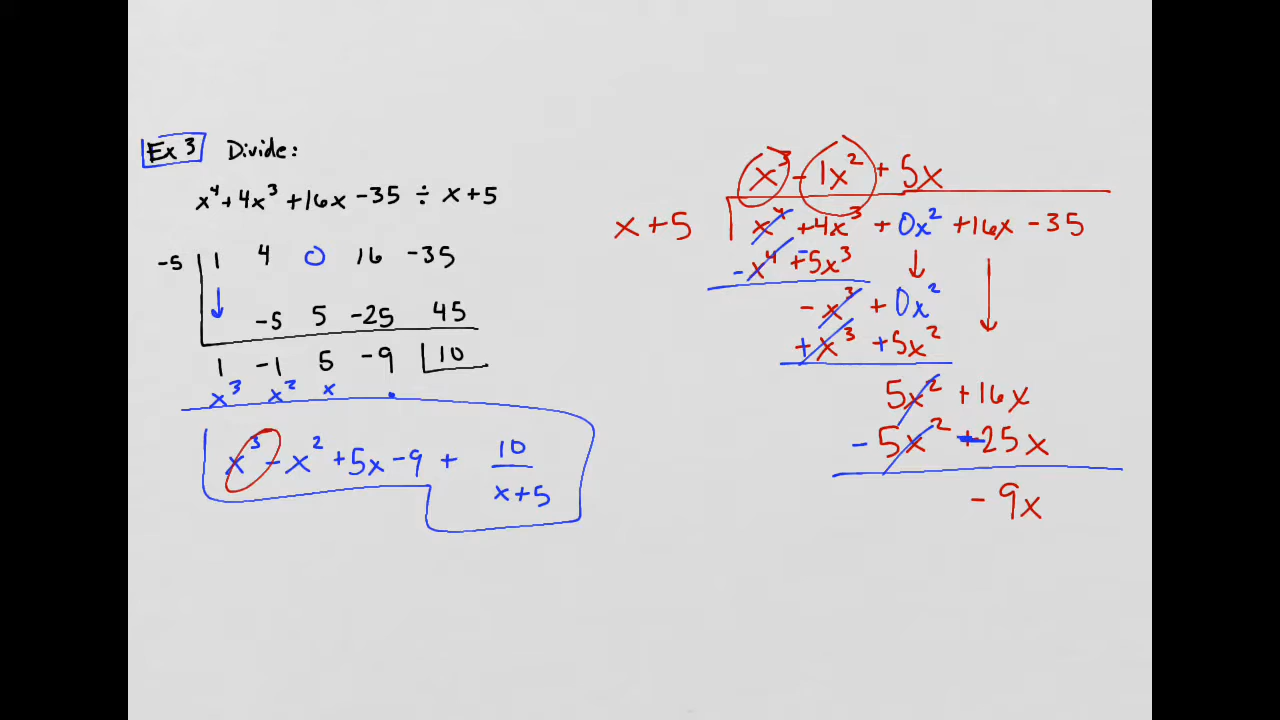 Ex 3 Divide:
x⁴ + 4x³ + 16x - 35 ÷ x + 5
-5 | 1 4 0 16 -35
-5 5 -25 45
1 -1 5 -9 | 10
x³ x² x .
x³ - x² + 5x - 9 + 10/(x + 5)
x³ - 1x² + 5x
x + 5 | x⁴ + 4x³ + 0x² + 16x - 35
- x⁴ + - 5x³
- x³ + 0x²
+ x³ + 5x²
5x² + 16x
- 5x² + - 25x
- 9x